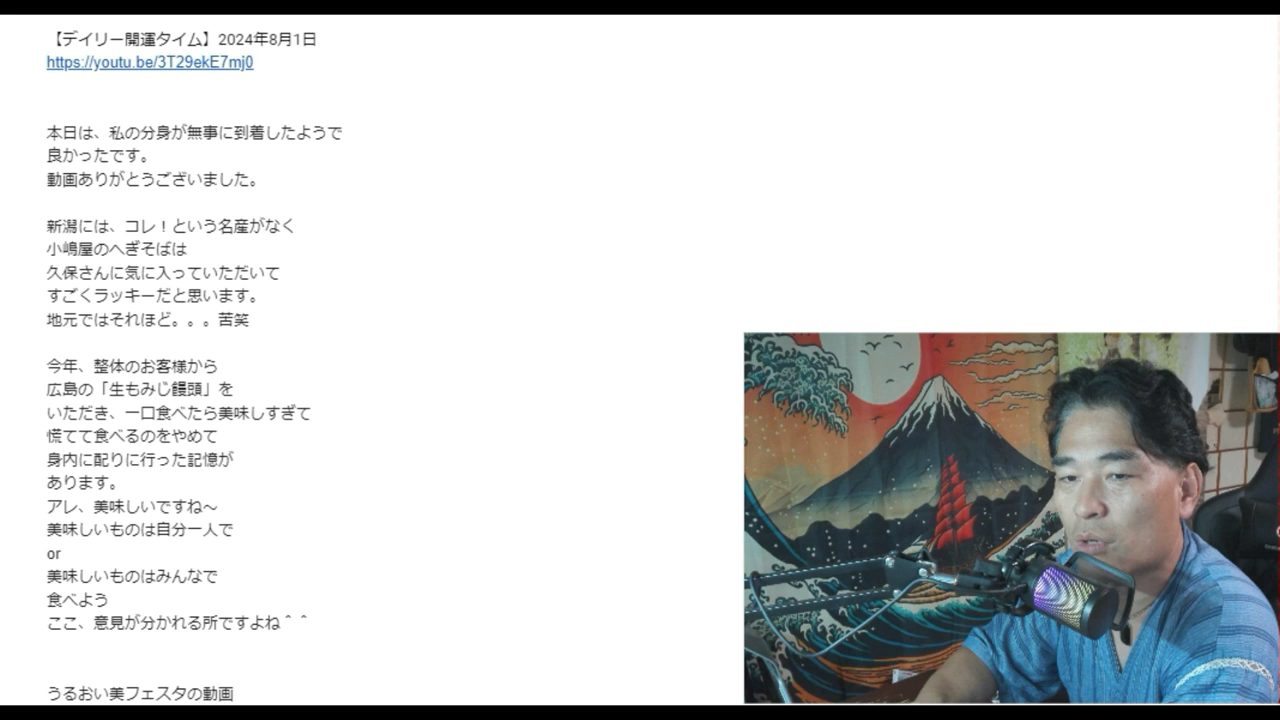 【デイリー開運タイム】2024年8月1日
https://youtu.be/3T29ekE7mj0
本日は、私の分身が無事に到着したようで
良かったです。
動画ありがとうございました。
新潟には、コレ！という名産がなく
小嶋屋のへぎそばは
久保さんに気に入っていただいて
すごくラッキーだと思います。
地元ではそれほど。。。苦笑
今年、整体のお客様から
広島の「生もみじ饅頭」を
いただき、一口食べたら美味しすぎて
慌てて食べるのをやめて
身内に配りに行った記憶が
あります。
アレ、美味しいですね～
美味しいものは自分一人で
or
美味しいものはみんなで
食べよう
ここ、意見が分かれる所ですよね＾＾
うるおい美フェスタの動画